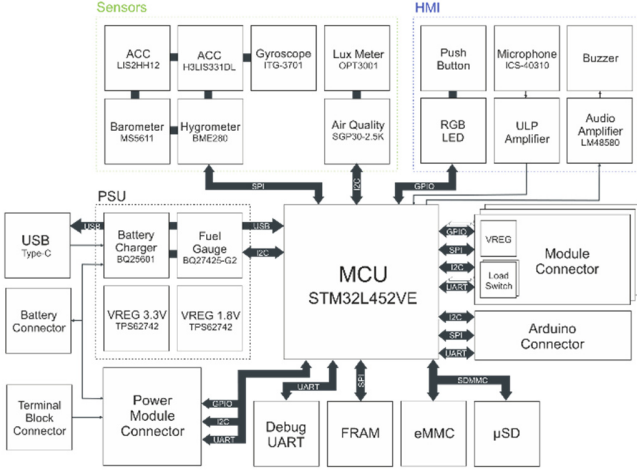 Sensors
HMI
ACC
LIS2HH12
ACC
H3LIS331DL
Gyroscope
ITG-3701
Lux Meter
OPT3001
Push
Button
Microphone
ICS-40310
Buzzer
Barometer
MS5611
Hygrometer
BME280
Air Quality
SGP30-2.5K
RGB
LED
ULP
Amplifier
Audio
Amplifier
LM48580
SPI
I2C
GPIO
PSU
USB
Type-C
USB
Battery
Charger
BQ25601
Fuel
Gauge
BQ27425-G2
USB
I2C
MCU
STM32L452VE
GPIO
SPI
I2C
UART
VREG
Load
Switch
Module
Connector
Battery
Connector
VREG 3.3V
TPS62742
VREG 1.8V
TPS62742
I2C
SPI
UART
Arduino
Connector
Terminal
Block
Connector
Power
Module
Connector
GPIO
I2C
UART
UART
SPI
SDMMC
Debug
UART
FRAM
eMMC
µSD